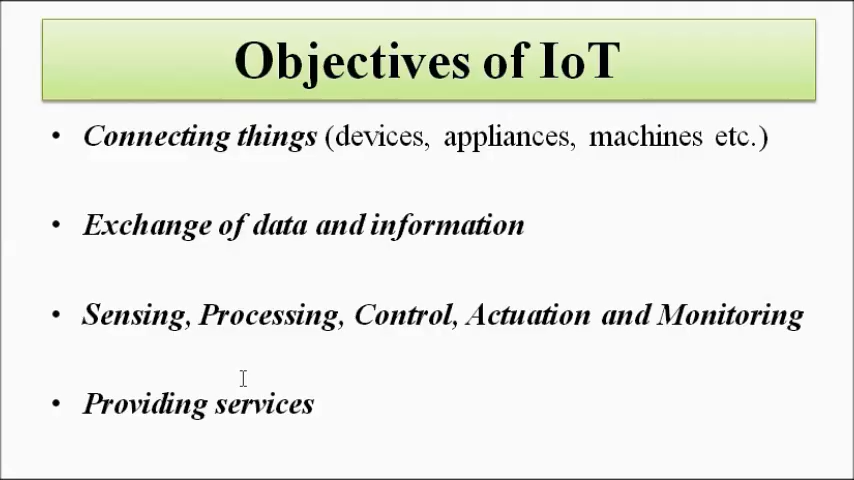 Objectives of IoT
• Connecting things (devices, appliances, machines etc.)
• Exchange of data and information
• Sensing, Processing, Control, Actuation and Monitoring
• Providing services